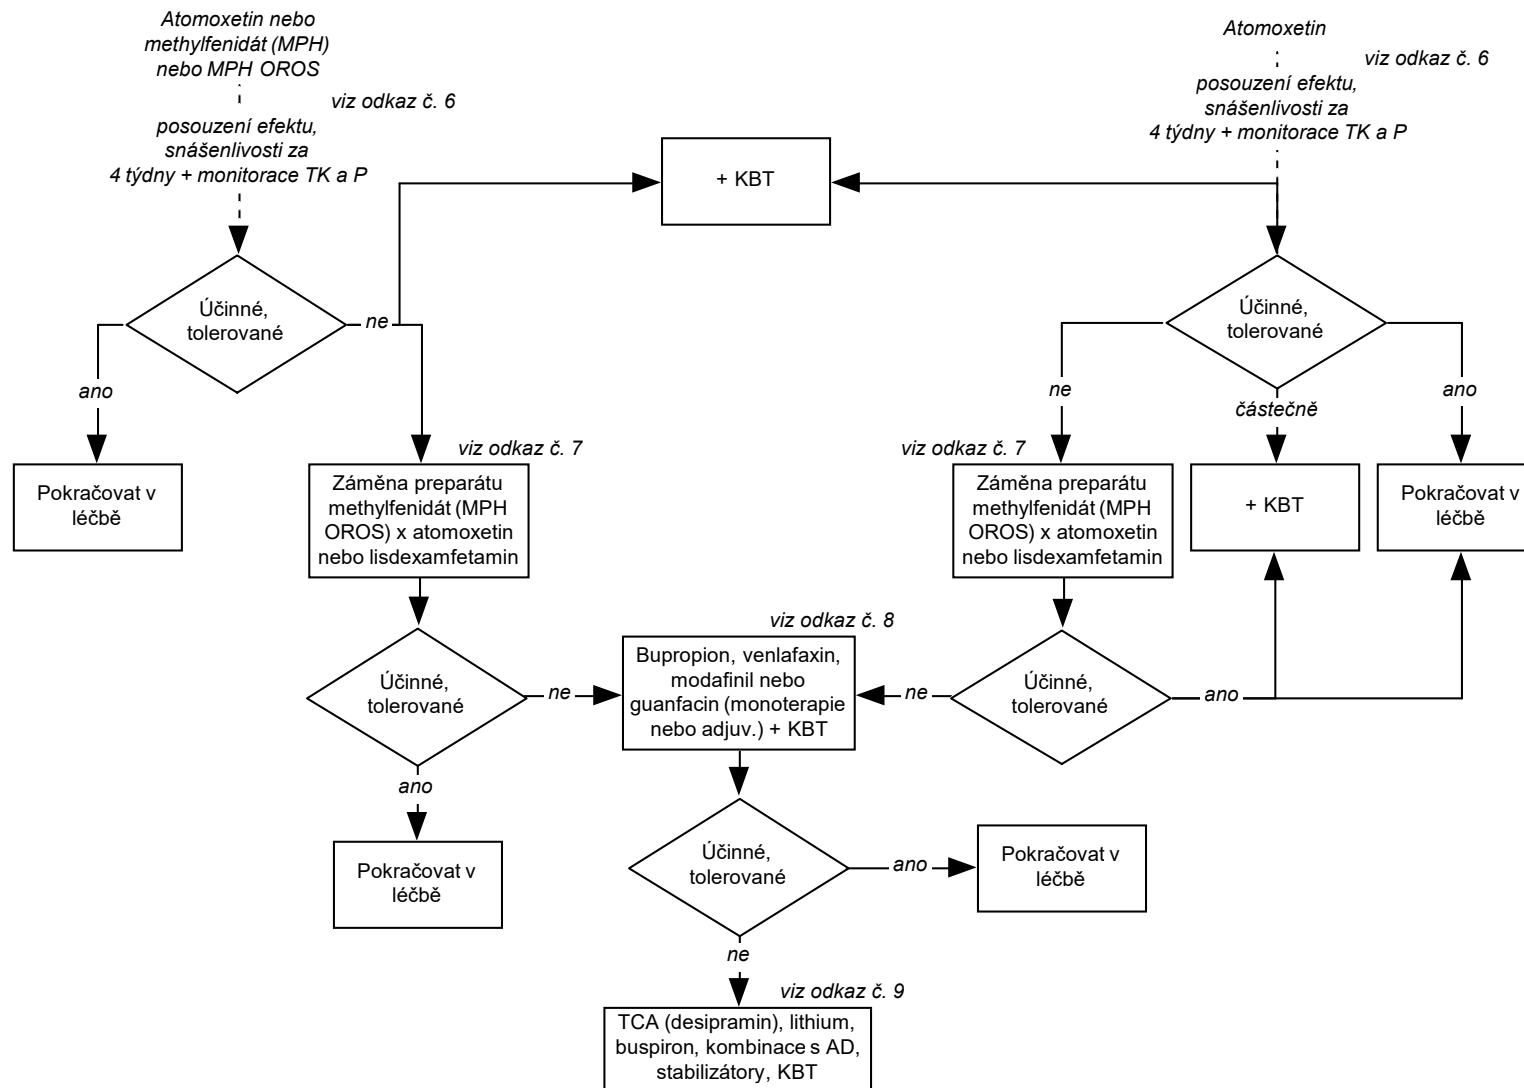 Atomoxetin nebo
methylfenidát (MPH)
nebo MPH OROS
viz odkaz č. 6
posouzení efektu,
snášenlivosti za
4 týdny + monitorace TK a P
Atomoxetin
viz odkaz č. 6
posouzení efektu,
snášenlivosti za
4 týdny + monitorace TK a P
+ KBT
Účinné,
tolerované
ne
ano
Účinné,
tolerované
ne
částečně
ano
Pokračovat v
léčbě
viz odkaz č. 7
Záměna preparátu
methylfenidát (MPH
OROS) x atomoxetin
nebo lisdexamfetamin
viz odkaz č. 7
Záměna preparátu
methylfenidát (MPH
OROS) x atomoxetin
nebo lisdexamfetamin
+ KBT
Pokračovat v
léčbě
Účinné,
tolerované
ne
ano
viz odkaz č. 8
Bupropion, venlafaxin,
modafinil nebo
guanfacin (monoterapie
nebo adjuv.) + KBT
ne
Účinné,
tolerované
ano
Pokračovat v
léčbě
Účinné,
tolerované
ano
Pokračovat v
léčbě
ne
viz odkaz č. 9
TCA (desipramin), lithium,
buspiron, kombinace s AD,
stabilizátory, KBT